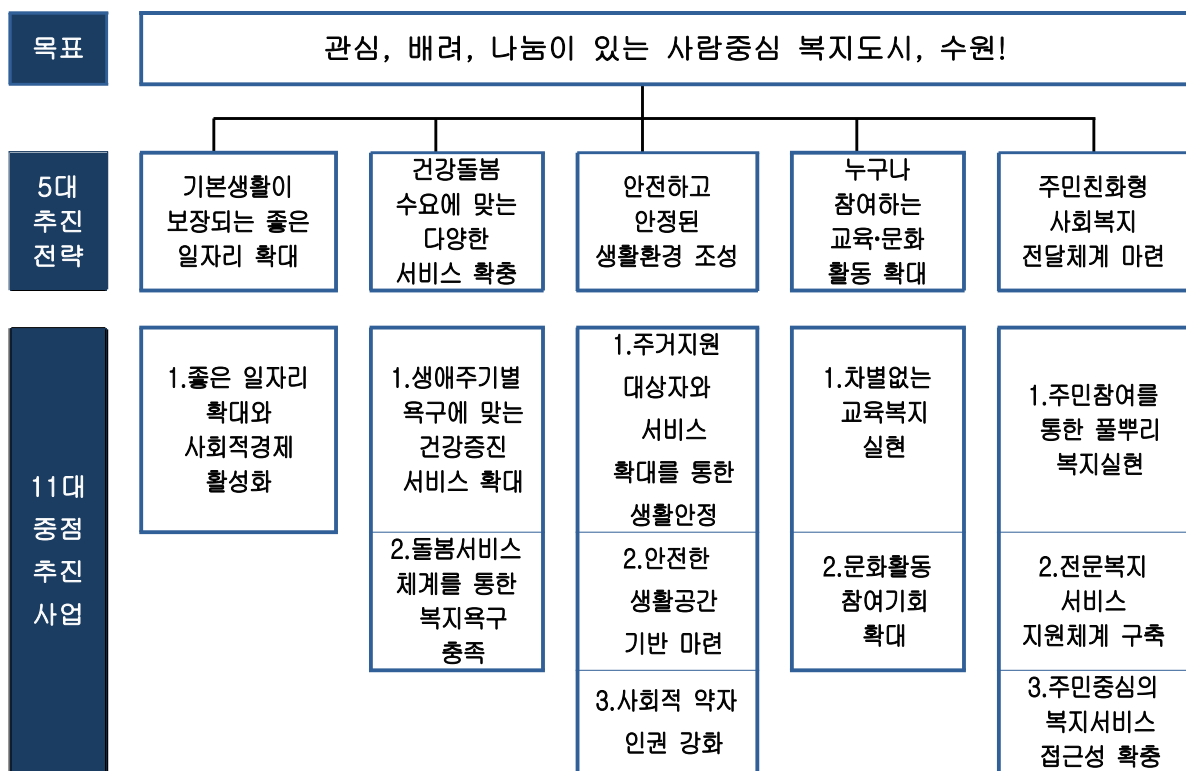 목표
관심, 배려, 나눔이 있는 사람중심 복지도시, 수원!
5대
추진
전략
기본생활이
보장되는 좋은
일자리 확대
건강돌봄
수요에 맞는
다양한
서비스 확충
안전하고
안정된
생활환경 조성
누구나
참여하는
교육·문화
활동 확대
주민친화형
사회복지
전달체계 마련
11대
중점
추진
사업
1.좋은 일자리
확대와
사회적경제
활성화
1.생애주기별
욕구에 맞는
건강증진
서비스 확대
2.돌봄서비스
체계를 통한
복지욕구
충족
1.주거지원
대상자와
서비스
확대를 통한
생활안정
2.안전한
생활공간
기반 마련
3.사회적 약자
인권 강화
1.차별없는
교육복지
실현
2.문화활동
참여기회
확대
1.주민참여를
통한 풀뿌리
복지실현
2.전문복지
서비스
지원체계 구축
3.주민중심의
복지서비스
접근성 확충